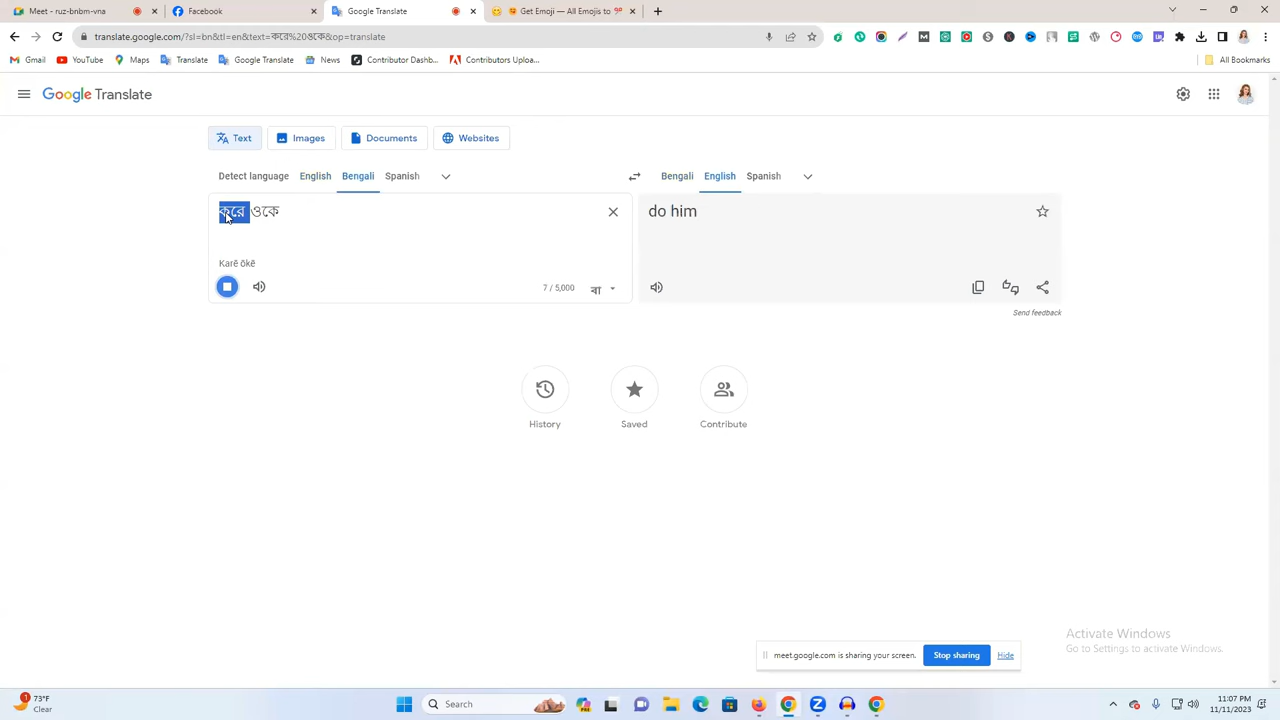 Meet - ruz-bnbm-vna
Facebook
Google Translate
Get Emoji — All Emojis to
translate.google.com/?sl=bn&tl=en&text=করে%20ওকে&op=translate
Gmail
YouTube
Maps
Translate
Google Translate
News
Contributor Dashb...
Contributors Uploa...
All Bookmarks
Google Translate
Text
Images
Documents
Websites
Detect language
English
Bengali
Spanish
Bengali
English
Spanish
করে ওকে
do him
Karē ōkē
7 / 5,000
বা
Send feedback
History
Saved
Contribute
Activate Windows
Go to Settings to activate Windows.
meet.google.com is sharing your screen.
Stop sharing
Hide
1
73°F
Clear
Search
11:07 PM
11/11/2023